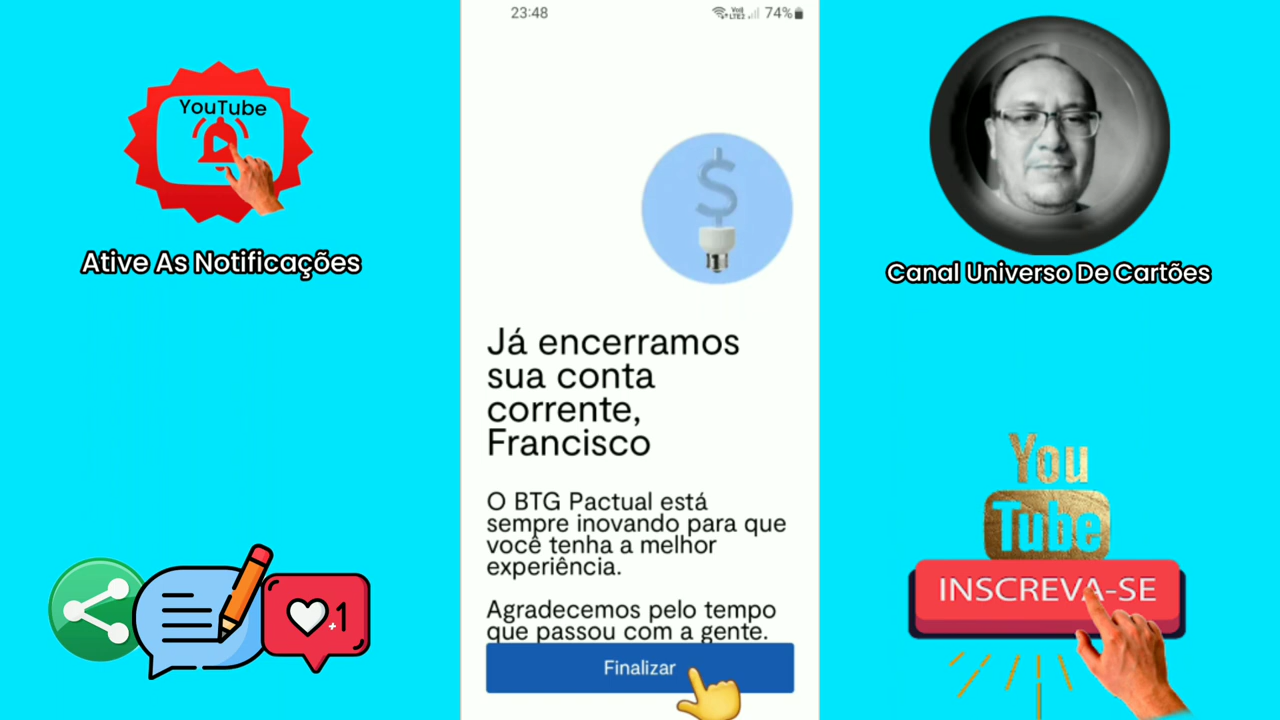 23:48
Vo)) LTE2 74%
YouTube
Ative As Notificações
Canal Universo De Cartões
Já encerramos
sua conta
corrente,
Francisco
O BTG Pactual está
sempre inovando para que
você tenha a melhor
experiência.
Agradecemos pelo tempo
que passou com a gente.
Finalizar
+1
You
Tube
INSCREVA-SE